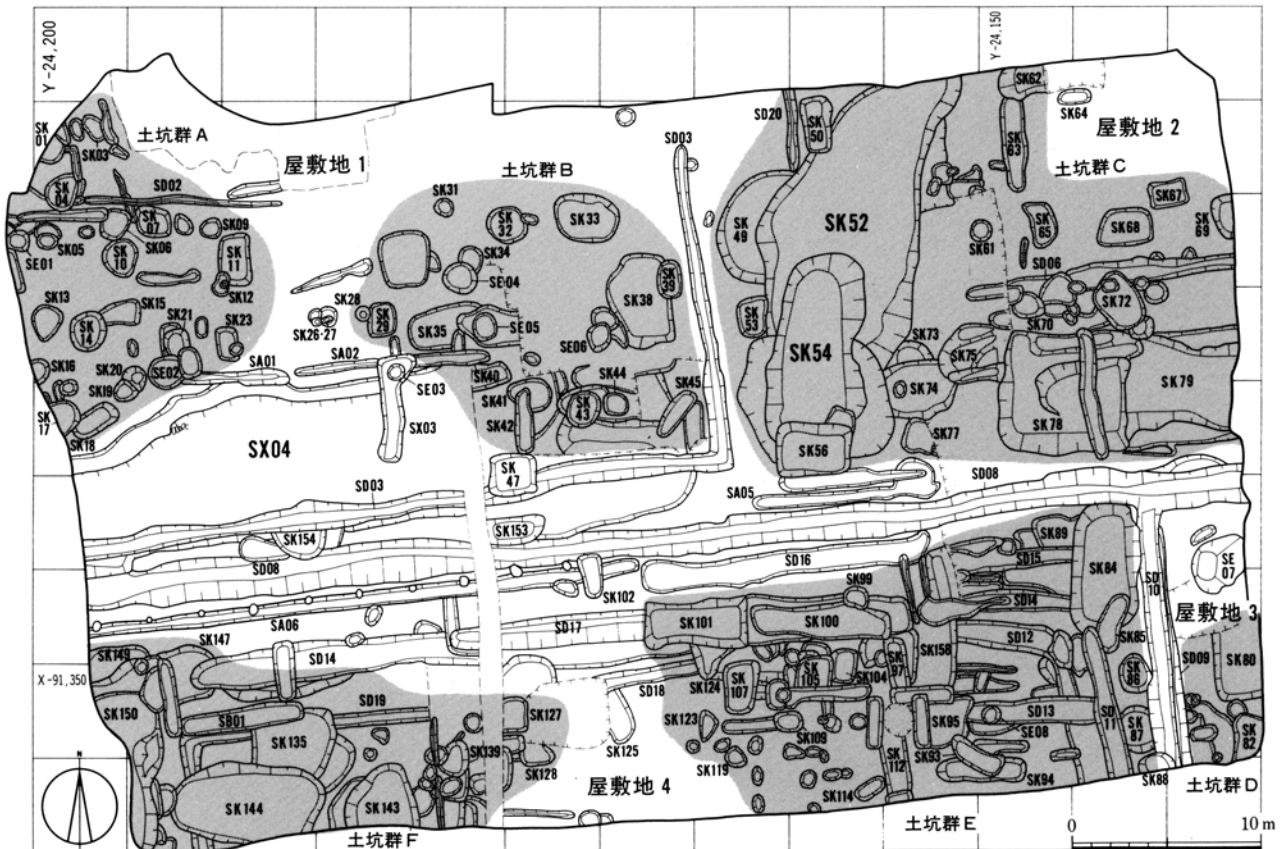 Y-24,200
Y-24,150
SK62
SK64
屋敷地 2
SD20
SK50
SK63
SK01
SK03
土坑群 A
屋敷地 1
SD03
土坑群 B
土坑群 C
SK04
SD02
SK31
SK32
SK33
SK49
SK52
SK67
SK69
SK05
SK06
SK07
SK09
SK61
SK65
SK68
SE01
SK10
SK11
SK34
SE04
SK38
SK39
SD06
SK12
SK13
SK14
SK15
SK21
SK23
SK26・27
SK28
SK29
SK35
SE05
SE06
SK53
SK54
SK70
SK72
SK73
SK75
SK79
SK16
SK20
SK19
SE02
SA01
SA02
SE03
SK40
SK44
SK45
SK74
SK17
SK18
SX03
SK41
SK42
SK43
SK56
SK77
SK78
SX04
SK47
SD08
SD03
SA05
SK154
SK153
SK89
SD15
SK84
SD08
SD16
SE07
SK102
SK99
SD10
SA06
SD17
SK101
SK100
SD14
屋敷地 3
SK147
SD12
SK85
SK149
SD14
SK158
SD09
SK80
X-91,350
SD18
SK124
SK107
SK105
SK104
SK97
SK86
SK150
SD19
SB01
SK127
SK123
SK109
SK95
SD13
SE08
SD11
SK87
SK82
SK135
SK139
SK125
SK128
SK119
SK112
SK93
SK94
SK88
SK144
SK143
屋敷地 4
SK114
土坑群 D
土坑群 F
土坑群 E
N
0
10 m